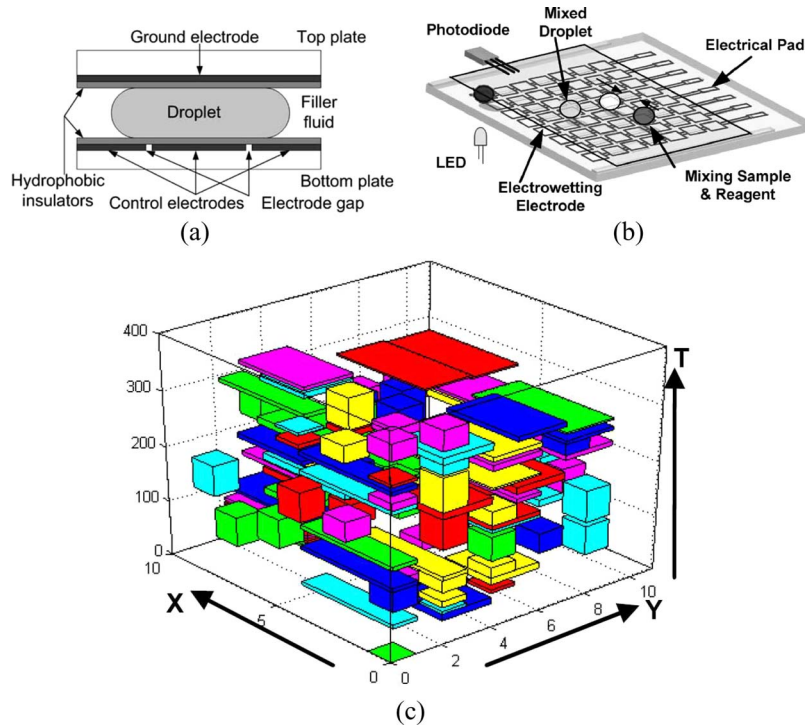 Ground electrode
Top plate
Droplet
Filler
fluid
Hydrophobic
insulators
Control electrodes
Electrode gap
Bottom plate
(a)
Photodiode
Mixed
Droplet
Electrical Pad
LED
Electrowetting
Electrode
Mixing Sample
& Reagent
(b)
400
300
200
100
0
10
5
0
0
2
4
6
8
10
X
Y
T
(c)